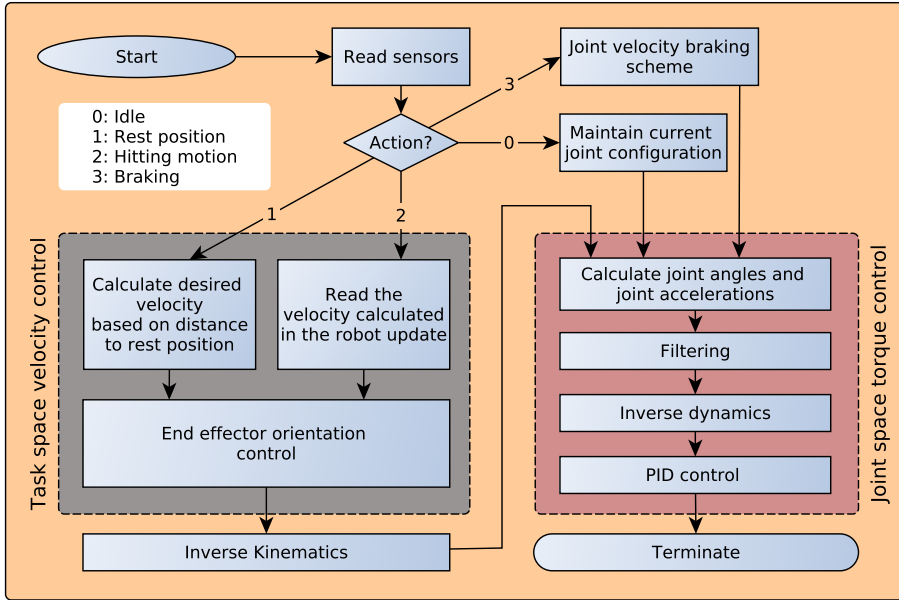 Start
Read sensors
Joint velocity braking
scheme
3
0: Idle
1: Rest position
2: Hitting motion
3: Braking
Action?
0
Maintain current
joint configuration
1
2
Task space velocity control
Calculate desired
velocity
based on distance
to rest position
Read the
velocity calculated
in the robot update
End effector orientation
control
Inverse Kinematics
Joint space torque control
Calculate joint angles and
joint accelerations
Filtering
Inverse dynamics
PID control
Terminate